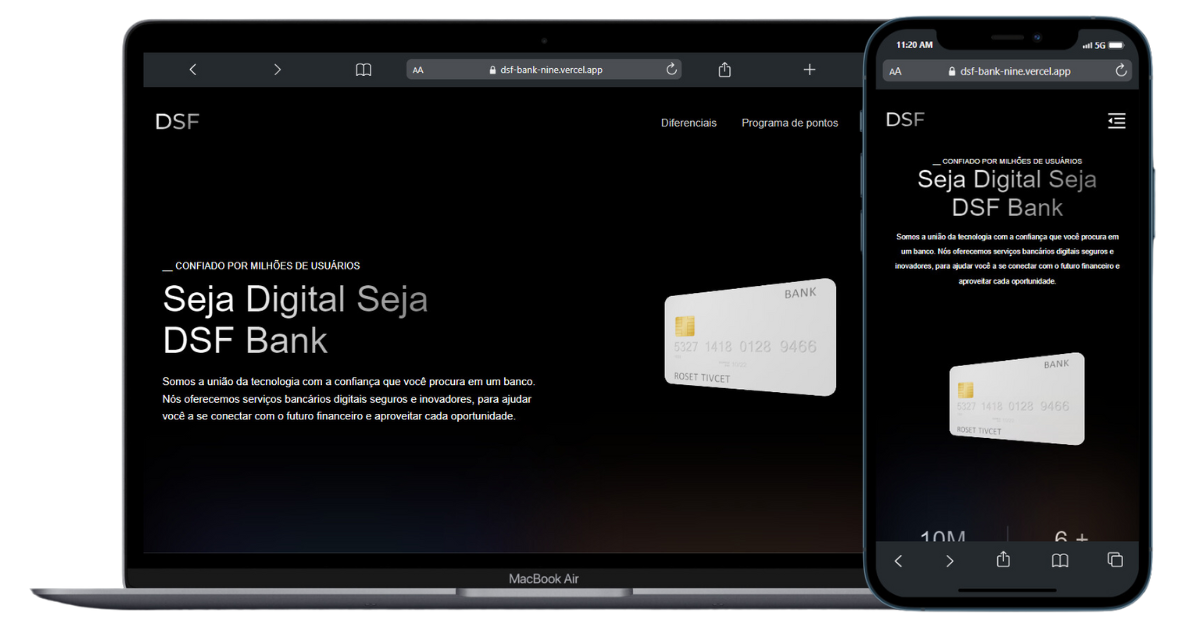 AA dsf-bank-nine.vercel.app
DSF
Diferenciais Programa de pontos
__ CONFIADO POR MILHÕES DE USUÁRIOS
Seja Digital Seja
DSF Bank
Somos a união da tecnologia com a confiança que você procura em um banco.
Nós oferecemos serviços bancários digitais seguros e inovadores, para ajudar
você a se conectar com o futuro financeiro e aproveitar cada oportunidade.
BANK
5327 1418 0128 9466
ROSET TIVCET
MacBook Air
11:20 AM
5G
AA dsf-bank-nine.vercel.app
DSF
__ CONFIADO POR MILHÕES DE USUÁRIOS
Seja Digital Seja
DSF Bank
Somos a união da tecnologia com a confiança que você procura em
um banco. Nós oferecemos serviços bancários digitais seguros e
inovadores, para ajudar você a se conectar com o futuro financeiro e
aproveitar cada oportunidade.
BANK
5327 1418 0128 9466
ROSET TIVCET
10M 6 +